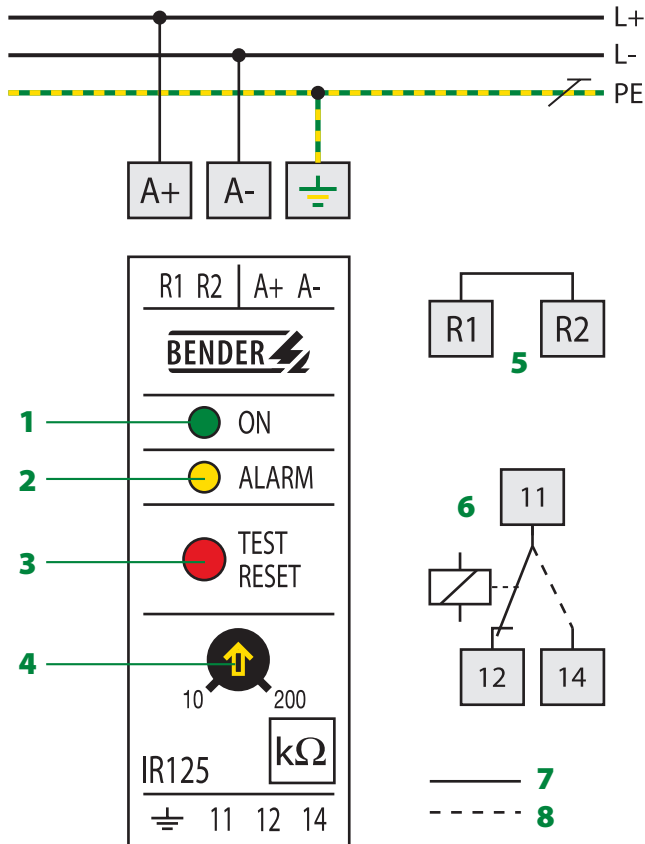 L+
L-
PE
A+ A-
R1 R2 A+ A-
BENDER
R1 R2
5
1 ON
2 ALARM
3 TEST
RESET
6 11
12 14
4
10 200
kΩ
IR125
7
8
11 12 14